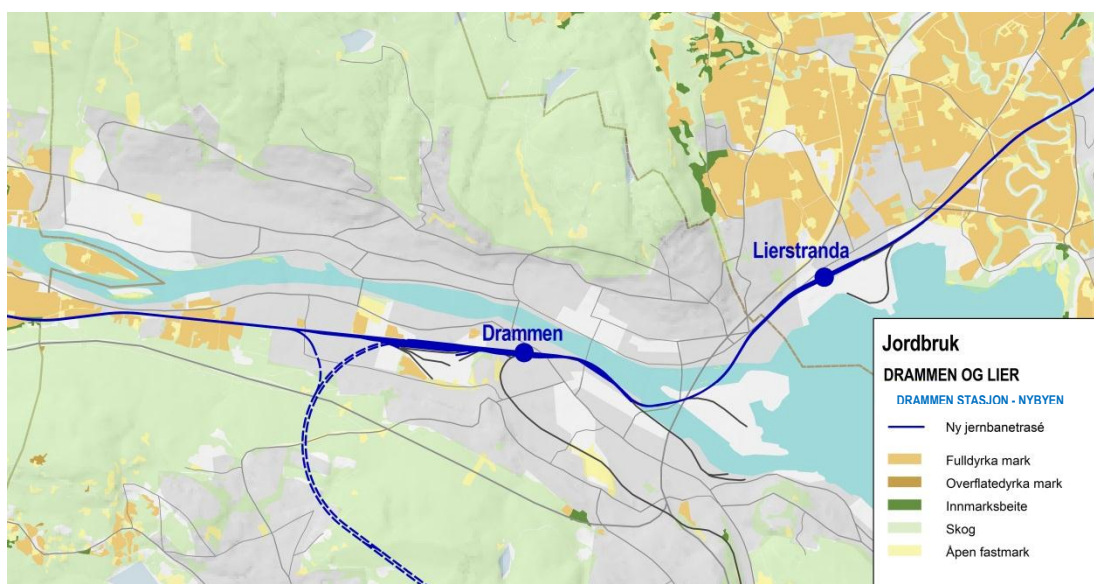 Lierstranda
Drammen
Jordbruk
DRAMMEN OG LIER
DRAMMEN STASJON - NYBYEN
Ny jernbanetrasé
Fulldyrka mark
Overflatedyrka mark
Innmarksbeite
Skog
Åpen fastmark